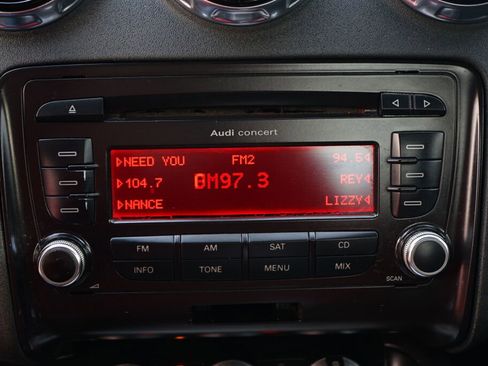 Audi concert
NEED YOU FM2 94.54
104.7 GM97.3 REY
NANCE LIZZY
FM AM SAT CD
INFO TONE MENU MIX
SCAN